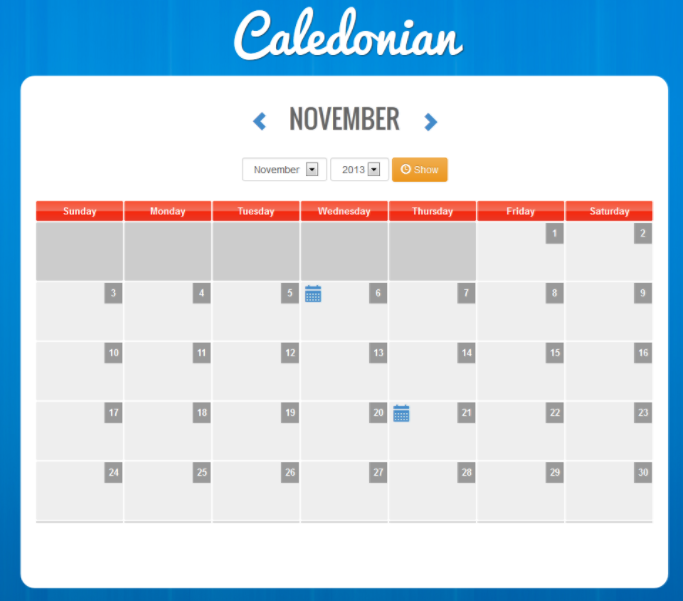 Caledonian
NOVEMBER
November 2013 Show
Sunday Monday Tuesday Wednesday Thursday Friday Saturday
1 2
3 4 5 6 7 8 9
10 11 12 13 14 15 16
17 18 19 20 21 22 23
24 25 26 27 28 29 30